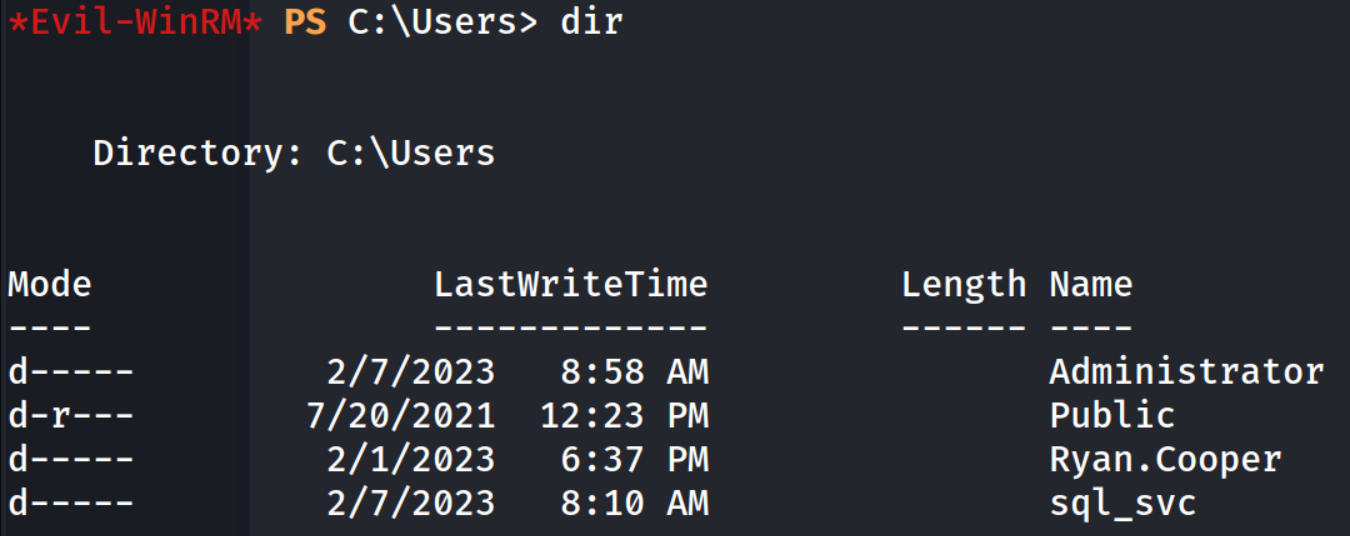 *Evil-WinRM* PS C:\Users> dir
Directory: C:\Users
Mode                LastWriteTime         Length Name
----                -------------         ------ ----
d-----         2/7/2023   8:58 AM                Administrator
d-r---        7/20/2021  12:23 PM                Public
d-----         2/1/2023   6:37 PM                Ryan.Cooper
d-----         2/7/2023   8:10 AM                sql_svc